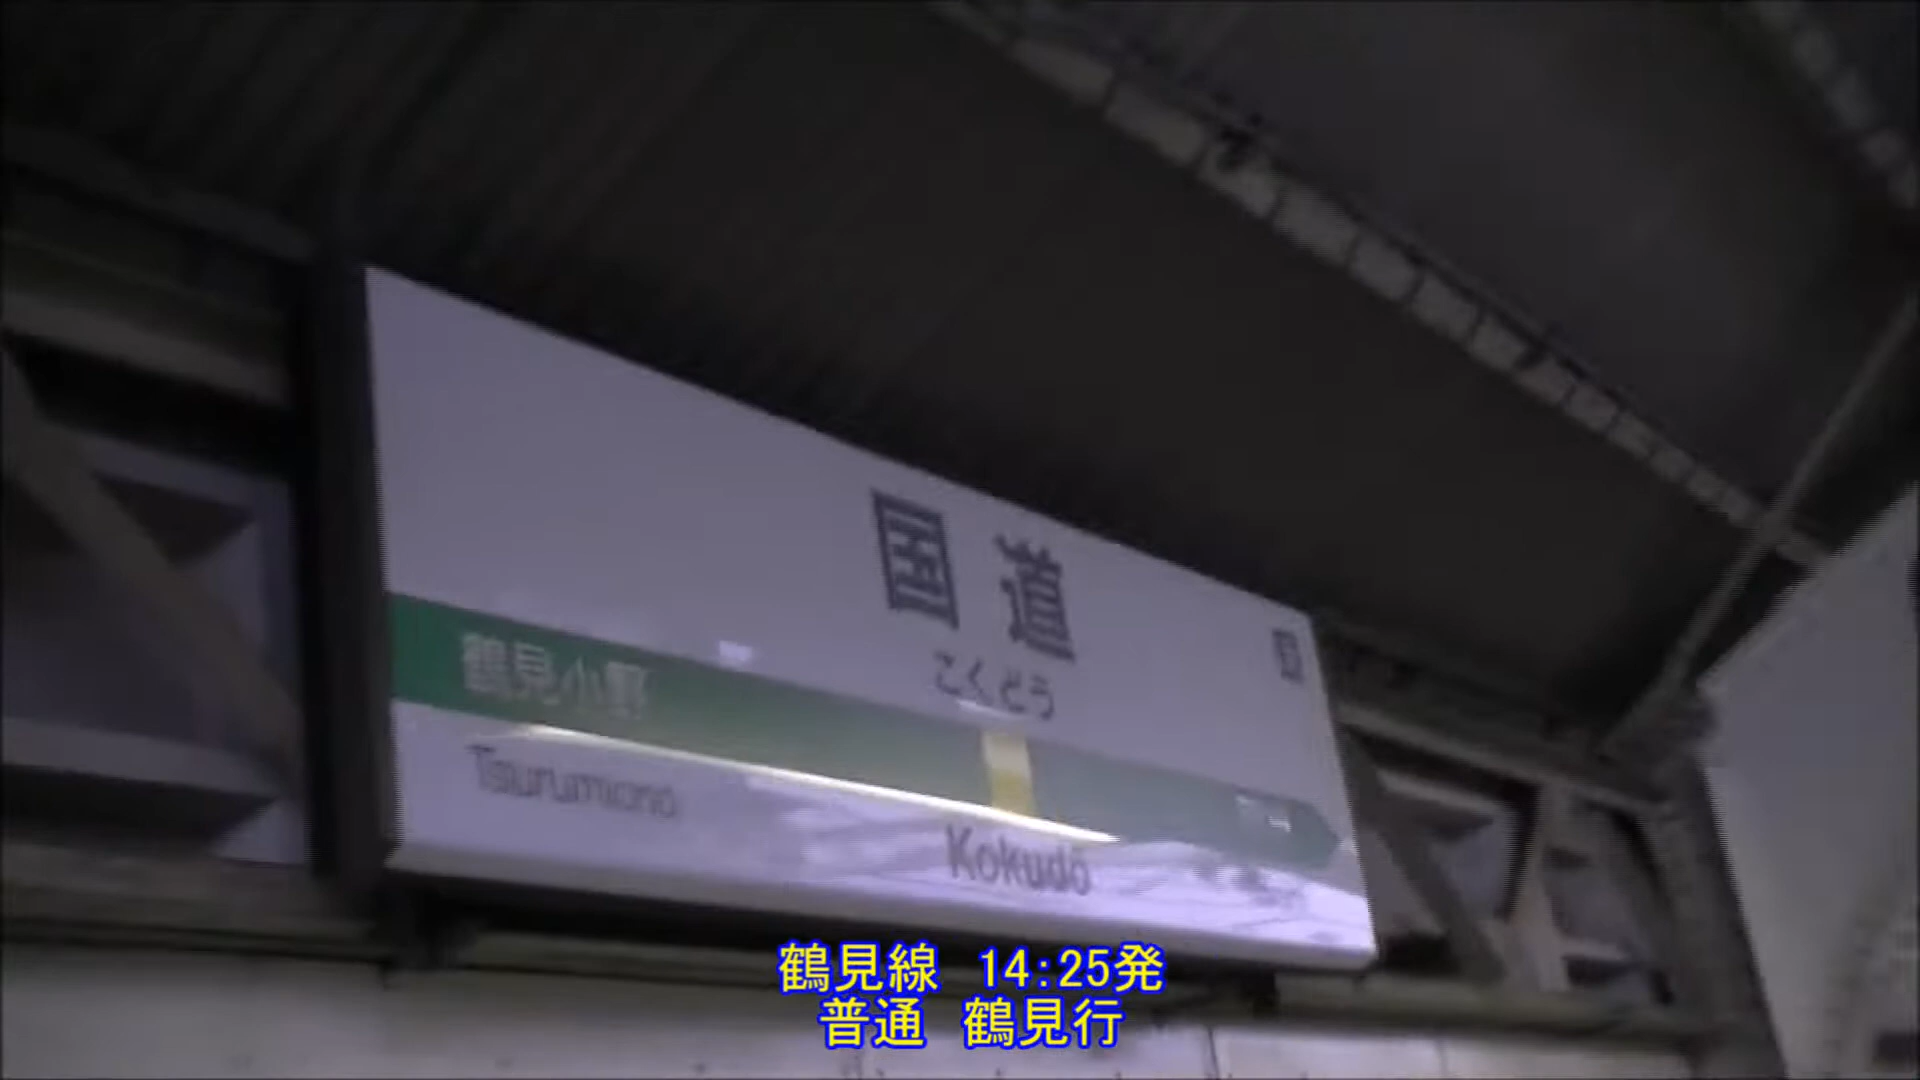 国道
こくどう
鶴見小野
Tsurumiono
Kokudō
鶴見線 14:25発
普通 鶴見行